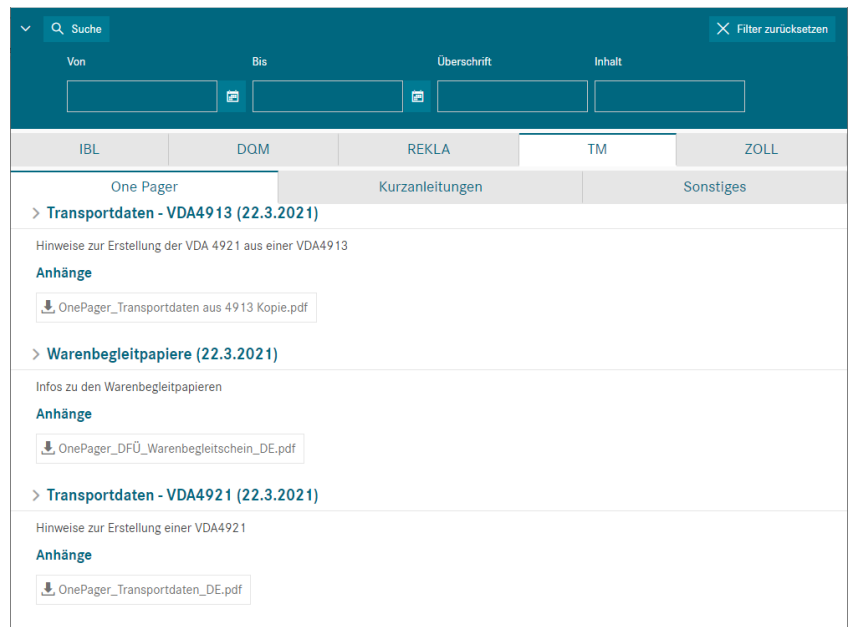 Suche
Filter zurücksetzen
Von Bis Überschrift Inhalt
IBL DQM REKLA TM ZOLL
One Pager Kurzanleitungen Sonstiges
Transportdaten - VDA4913 (22.3.2021)
Hinweise zur Erstellung der VDA 4921 aus einer VDA4913
Anhänge
OnePager_Transportdaten aus 4913 Kopie.pdf
Warenbegleitpapiere (22.3.2021)
Infos zu den Warenbegleitpapieren
Anhänge
OnePager_DFÜ_Warenbegleitschein_DE.pdf
Transportdaten - VDA4921 (22.3.2021)
Hinweise zur Erstellung einer VDA4921
Anhänge
OnePager_Transportdaten_DE.pdf